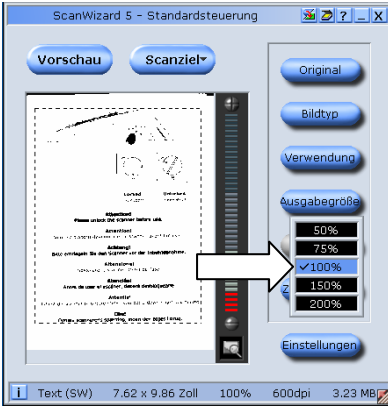 ScanWizard 5 - Standardsteuerung
? _ X
Vorschau
Scanziel
Original
Bildtyp
Verwendung
Ausgabegröße
50%
75%
✓100%
150%
200%
Z
Einstellungen
Attention!
Please unlock the scanner before use.
Attention!
Achtung!
Bitte entriegeln Sie den Scanner vor der Inbetriebnahme.
i Text (SW) 7.62 x 9.86 Zoll 100% 600dpi 3.23 MB